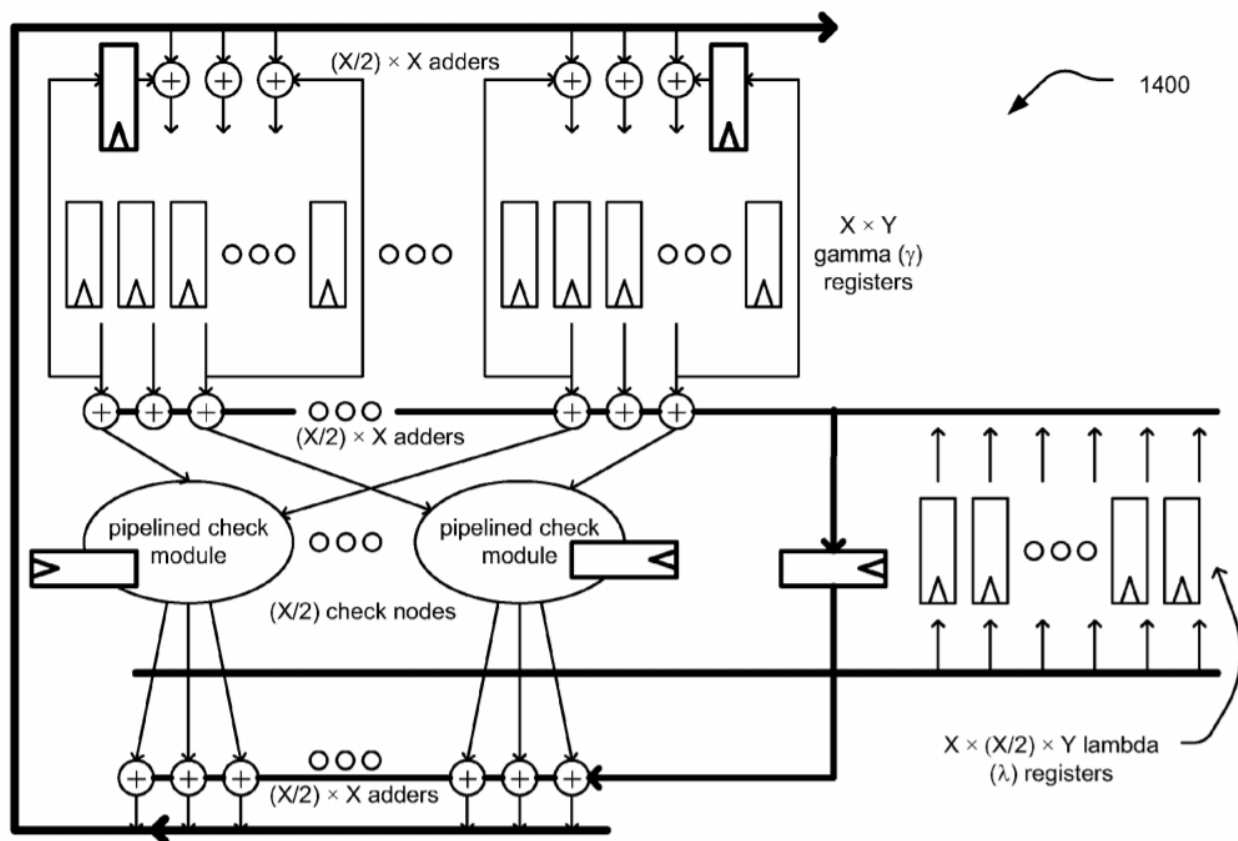 (X/2) × X adders
1400
X × Y
gamma (γ)
registers
(X/2) × X adders
pipelined check
module
pipelined check
module
(X/2) check nodes
X × (X/2) × Y lambda
(λ) registers
(X/2) × X adders